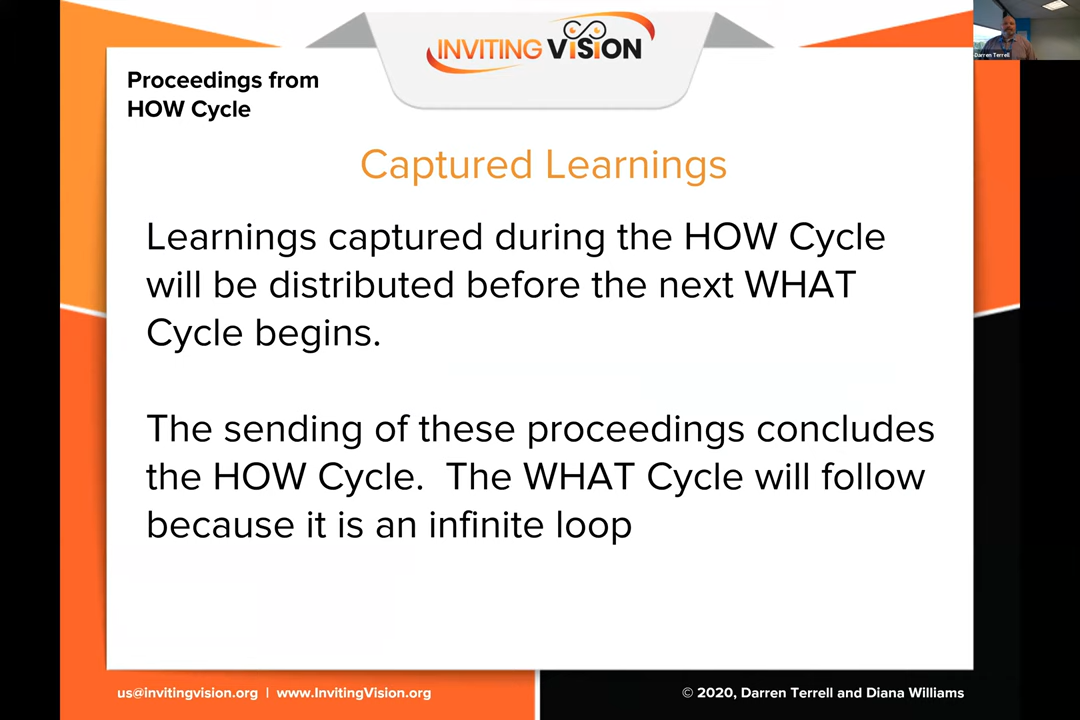 INVITING VISION
Darren Terrell
Proceedings from
HOW Cycle
Captured Learnings
Learnings captured during the HOW Cycle
will be distributed before the next WHAT
Cycle begins.
The sending of these proceedings concludes
the HOW Cycle.  The WHAT Cycle will follow
because it is an infinite loop
us@invitingvision.org | www.InvitingVision.org
© 2020, Darren Terrell and Diana Williams